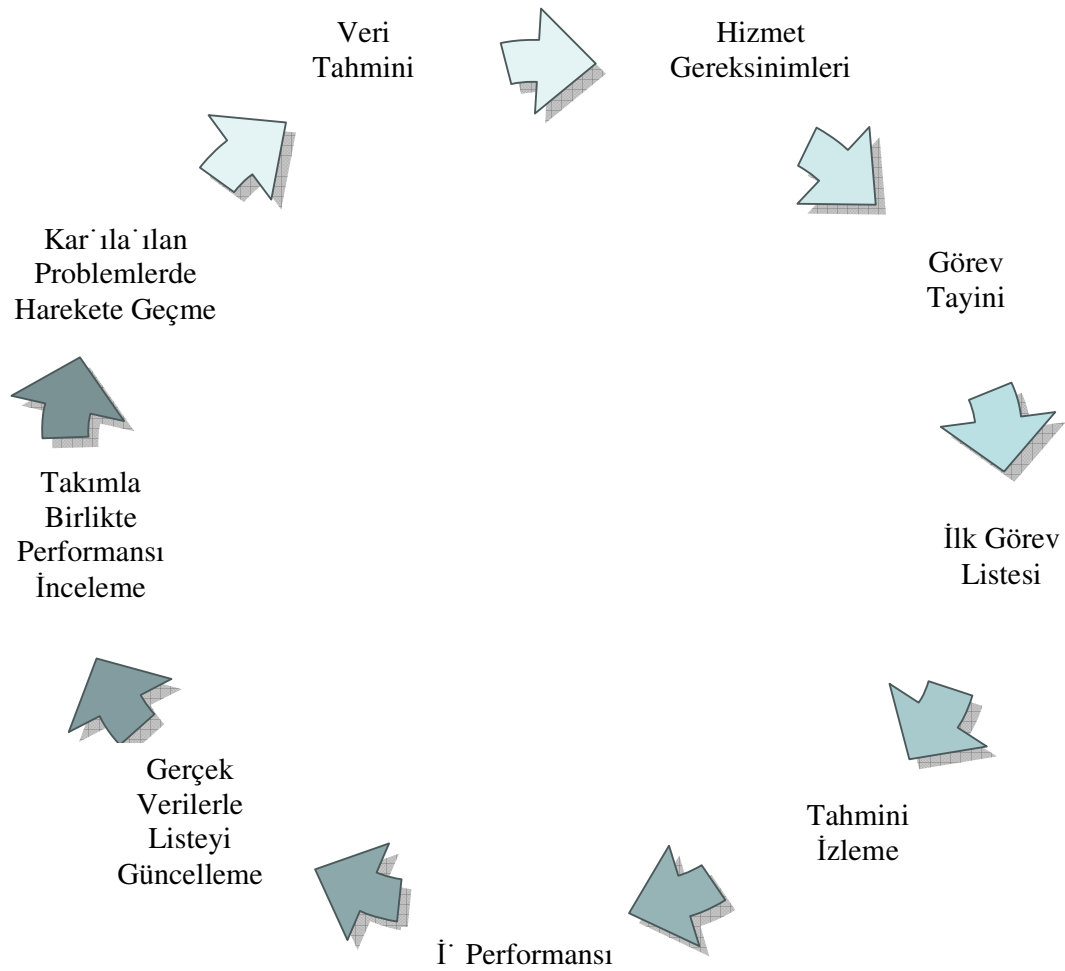 Veri
Tahmini
Hizmet
Gereksinimleri
Görev
Tayini
İlk Görev
Listesi
Tahmini
İzleme
İ˙ Performansı
Gerçek
Verilerle
Listeyi
Güncelleme
Takımla
Birlikte
Performansı
İnceleme
Kar˙ıla˙ılan
Problemlerde
Harekete Geçme